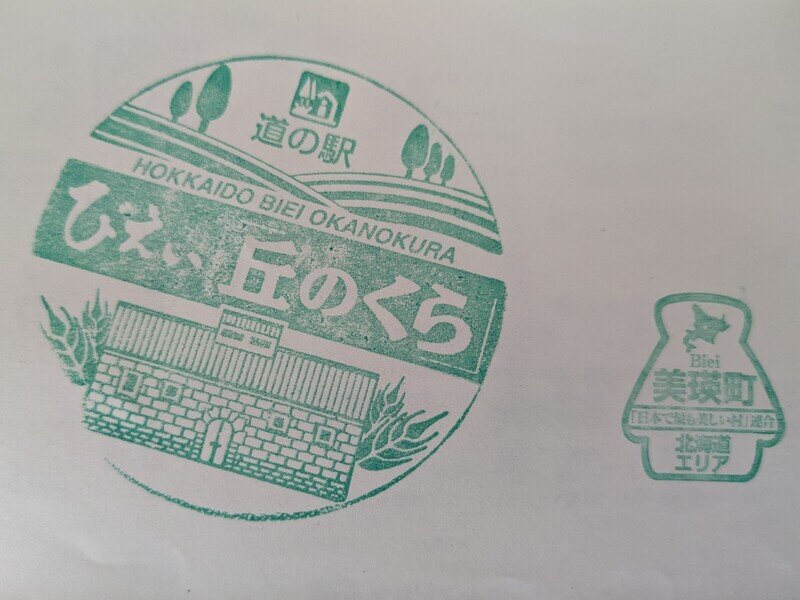 道の駅
HOKKAIDO BIEI OKANOKURA
びえい 丘のくら
Biei
美瑛町
「日本で最も美しい村」連合
北海道
エリア